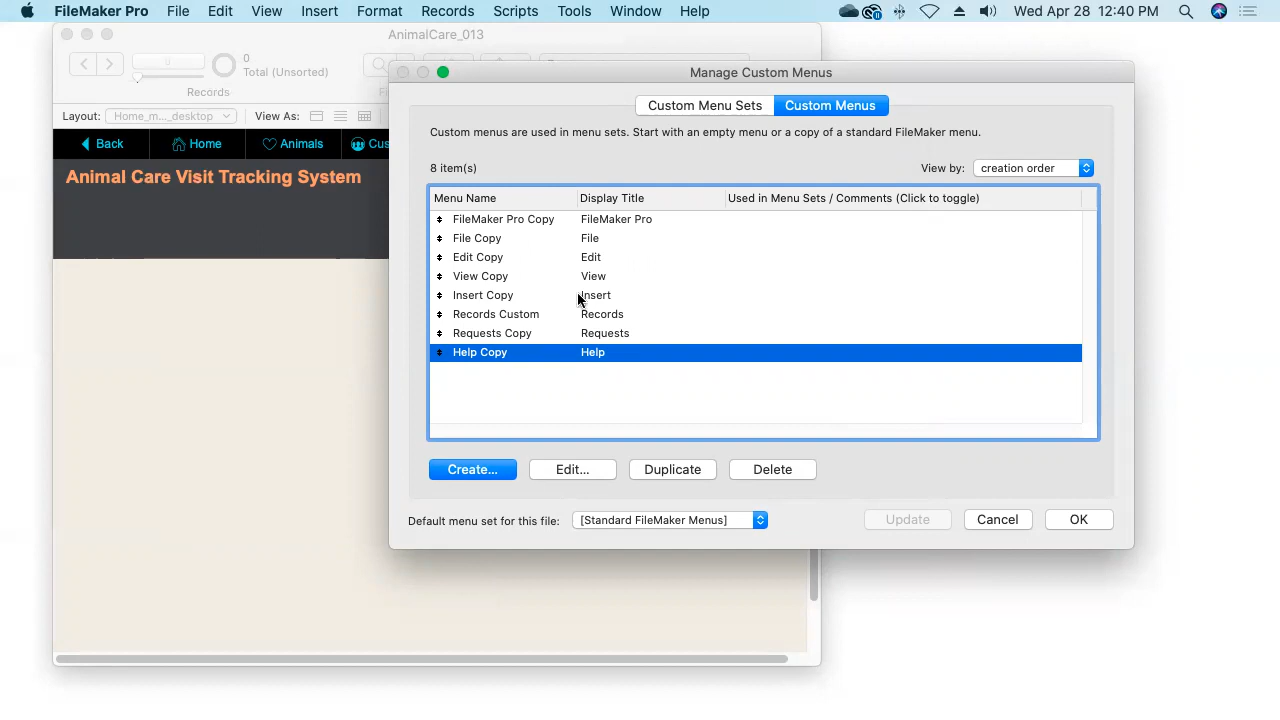 FileMaker Pro File Edit View Insert Format Records Scripts Tools Window Help Wed Apr 28 12:40 PM
AnimalCare_013
0
Total (Unsorted)
Records
Layout: Home_m..._desktop View As:
Back Home Animals Cus
Animal Care Visit Tracking System
Manage Custom Menus
Custom Menu Sets Custom Menus
Custom menus are used in menu sets. Start with an empty menu or a copy of a standard FileMaker menu.
8 item(s) View by: creation order
Menu Name Display Title Used in Menu Sets / Comments (Click to toggle)
FileMaker Pro Copy FileMaker Pro
File Copy File
Edit Copy Edit
View Copy View
Insert Copy Insert
Records Custom Records
Requests Copy Requests
Help Copy Help
Create... Edit... Duplicate Delete
Default menu set for this file: [Standard FileMaker Menus] Update Cancel OK